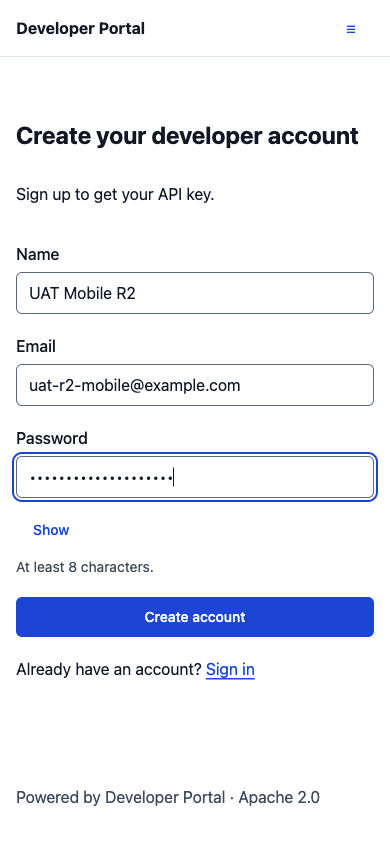 Developer Portal
≡
Create your developer account
Sign up to get your API key.
Name
UAT Mobile R2
Email
uat-r2-mobile@example.com
Password
••••••••••••••••••••
Show
At least 8 characters.
Create account
Already have an account? Sign in
Powered by Developer Portal · Apache 2.0